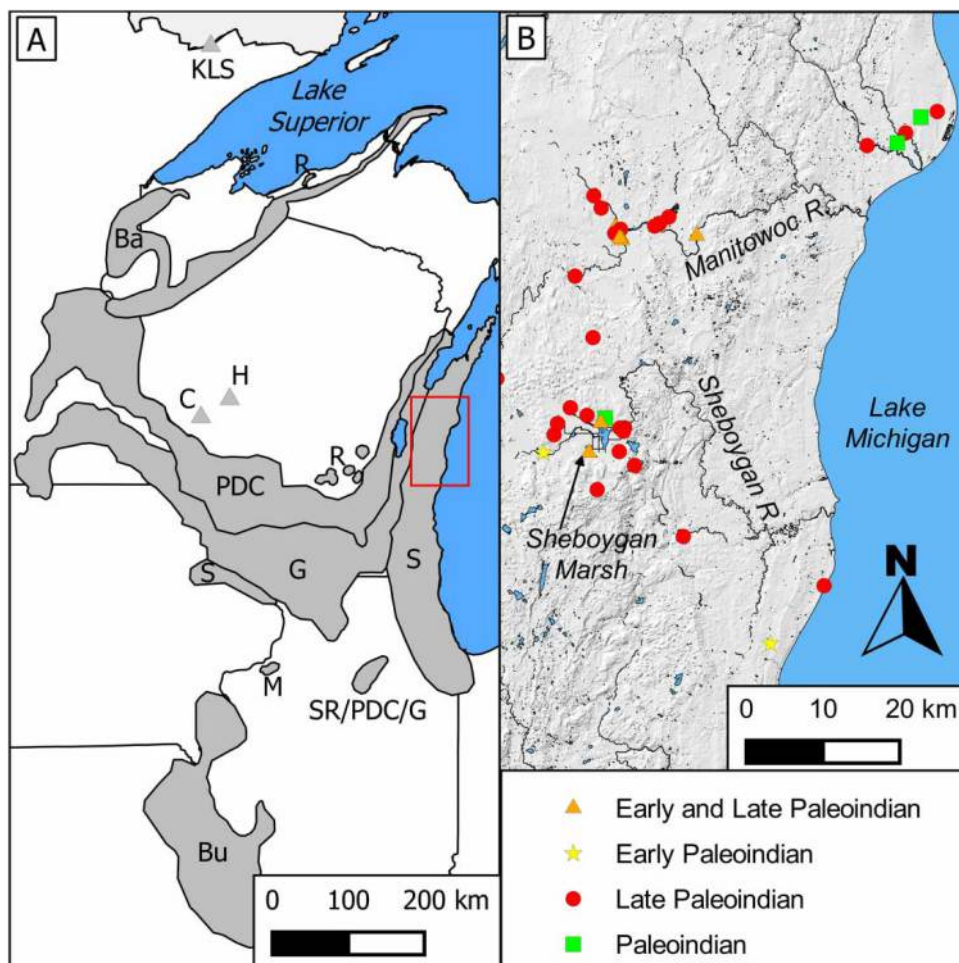 A
KLS
Lake
Superior
R
Ba
H
C
R
PDC
S
G
S
M
SR/PDC/G
Bu
0 100 200 km
B
Manitowoc R.
Sheboygan R.
Lake
Michigan
Sheboygan
Marsh
N
0 10 20 km
Early and Late Paleoindian
Early Paleoindian
Late Paleoindian
Paleoindian